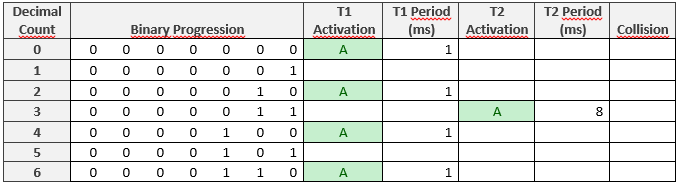 Decimal Count Binary Progression T1 Activation T1 Period (ms) T2 Activation T2 Period (ms) Collision
0 0 0 0 0 0 0 0 A 1
1 0 0 0 0 0 0 1
2 0 0 0 0 0 1 0 A 1
3 0 0 0 0 0 1 1 A 8
4 0 0 0 0 1 0 0 A 1
5 0 0 0 0 1 0 1
6 0 0 0 0 1 1 0 A 1